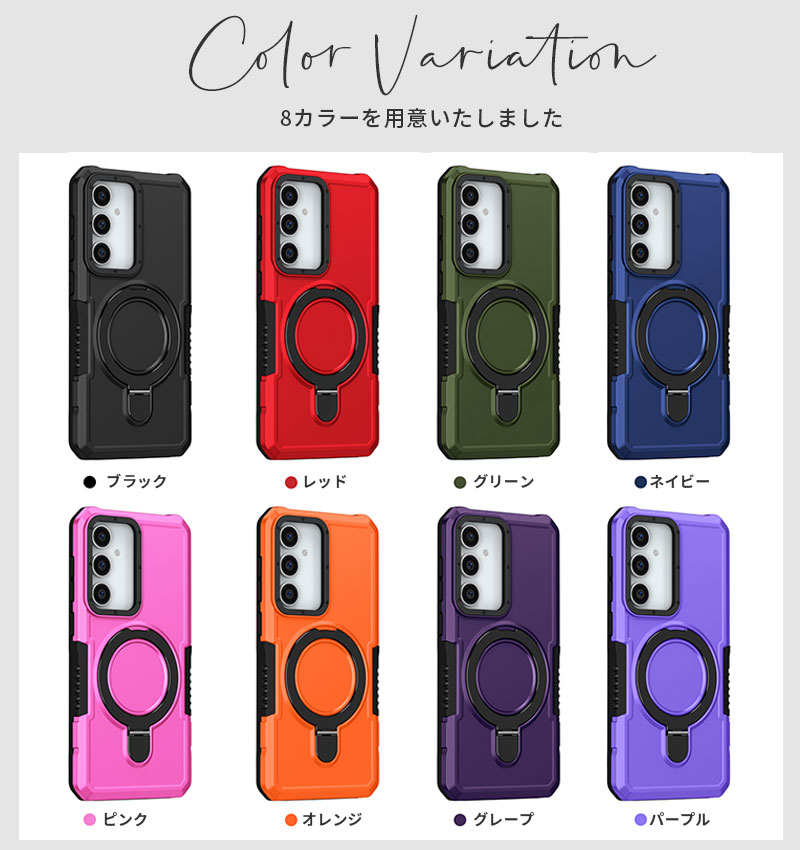 Color Variation
8カラーを用意いたしました
ブラック
レッド
グリーン
ネイビー
ピンク
オレンジ
グレープ
パープル